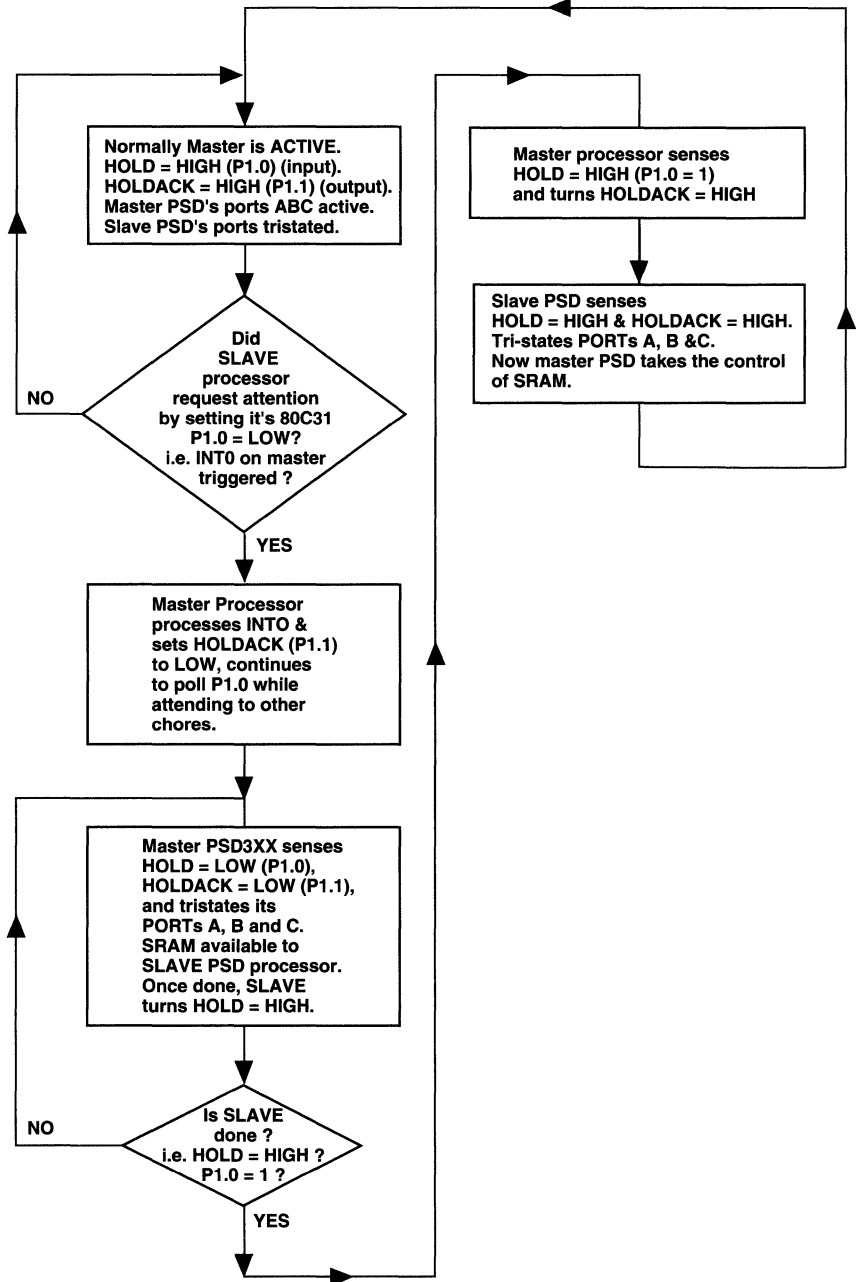 Normally Master is ACTIVE.
HOLD = HIGH (P1.0) (input).
HOLDACK = HIGH (P1.1) (output).
Master PSD's ports ABC active.
Slave PSD's ports tristated.
Did
SLAVE
processor
request attention
by setting it's 80C31
P1.0 = LOW?
i.e. INT0 on master
triggered ?
NO
YES
Master Processor
processes INTO &
sets HOLDACK (P1.1)
to LOW, continues
to poll P1.0 while
attending to other
chores.
Master PSD3XX senses
HOLD = LOW (P1.0),
HOLDACK = LOW (P1.1),
and tristates its
PORTs A, B and C.
SRAM available to
SLAVE PSD processor.
Once done, SLAVE
turns HOLD = HIGH.
Is SLAVE
done ?
i.e. HOLD = HIGH ?
P1.0 = 1 ?
NO
YES
Master processor senses
HOLD = HIGH (P1.0 = 1)
and turns HOLDACK = HIGH
Slave PSD senses
HOLD = HIGH & HOLDACK = HIGH.
Tri-states PORTs A, B &C.
Now master PSD takes the control
of SRAM.